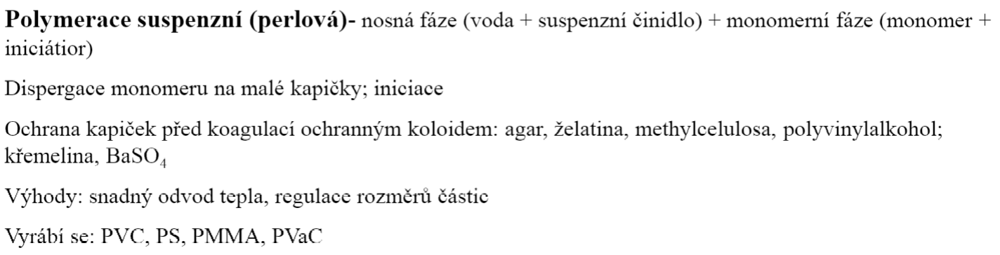 Polymerace suspenzní (perlová)- nosná fáze (voda + suspenzní činidlo) + monomerní fáze (monomer +
iniciátior)
Dispergace monomeru na malé kapičky; iniciace
Ochrana kapiček před koagulací ochranným koloidem: agar, želatina, methylcelulosa, polyvinylalkohol;
křemelina, BaSO₄
Výhody: snadný odvod tepla, regulace rozměrů částic
Vyrábí se: PVC, PS, PMMA, PVaC